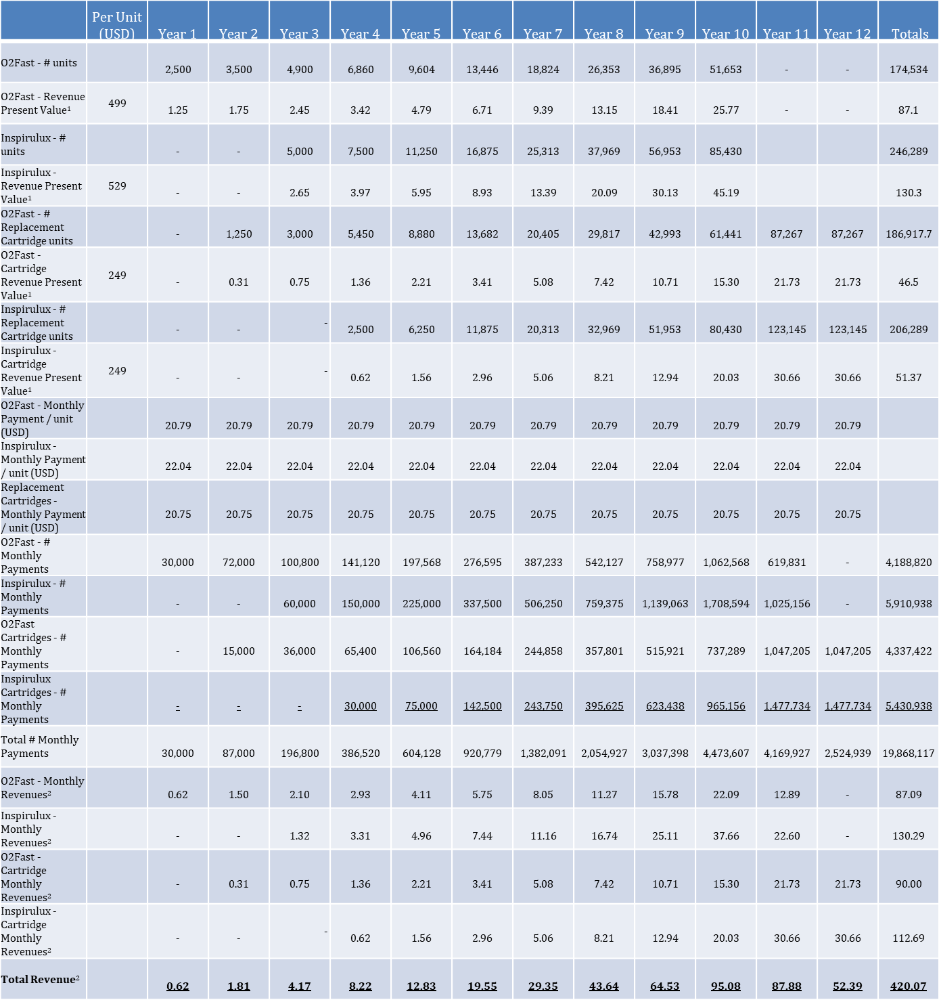 Per Unit (USD) Year 1 Year 2 Year 3 Year 4 Year 5 Year 6 Year 7 Year 8 Year 9 Year 10 Year 11 Year 12 Totals
O2Fast - # units 2,500 3,500 4,900 6,860 9,604 13,446 18,824 26,353 36,895 51,653 - - 174,534
O2Fast - Revenue Present Value¹ 499 1.25 1.75 2.45 3.42 4.79 6.71 9.39 13.15 18.41 25.77 - - 87.1
Inspirulux - # units - - 5,000 7,500 11,250 16,875 25,313 37,969 56,953 85,430 246,289
Inspirulux - Revenue Present Value¹ 529 - - 2.65 3.97 5.95 8.93 13.39 20.09 30.13 45.19 130.3
O2Fast - # Replacement Cartridge units - 1,250 3,000 5,450 8,880 13,682 20,405 29,817 42,993 61,441 87,267 87,267 186,917.7
O2Fast - Cartridge Revenue Present Value¹ 249 - 0.31 0.75 1.36 2.21 3.41 5.08 7.42 10.71 15.30 21.73 21.73 46.5
Inspirulux - # Replacement Cartridge units - - - 2,500 6,250 11,875 20,313 32,969 51,953 80,430 123,145 123,145 206,289
Inspirulux - Cartridge Revenue Present Value¹ 249 - - - 0.62 1.56 2.96 5.06 8.21 12.94 20.03 30.66 30.66 51.37
O2Fast - Monthly Payment / unit (USD) 20.79 20.79 20.79 20.79 20.79 20.79 20.79 20.79 20.79 20.79 20.79 20.79
Inspirulux - Monthly Payment / unit (USD) 22.04 22.04 22.04 22.04 22.04 22.04 22.04 22.04 22.04 22.04 22.04 22.04
Replacement Cartridges - Monthly Payment / unit (USD) 20.75 20.75 20.75 20.75 20.75 20.75 20.75 20.75 20.75 20.75 20.75 20.75
O2Fast - # Monthly Payments 30,000 72,000 100,800 141,120 197,568 276,595 387,233 542,127 758,977 1,062,568 619,831 - 4,188,820
Inspirulux - # Monthly Payments - - 60,000 150,000 225,000 337,500 506,250 759,375 1,139,063 1,708,594 1,025,156 - 5,910,938
O2Fast Cartridges - # Monthly Payments - 15,000 36,000 65,400 106,560 164,184 244,858 357,801 515,921 737,289 1,047,205 1,047,205 4,337,422
Inspirulux Cartridges - # Monthly Payments - - - 30,000 75,000 142,500 243,750 395,625 623,438 965,156 1,477,734 1,477,734 5,430,938
Total # Monthly Payments 30,000 87,000 196,800 386,520 604,128 920,779 1,382,091 2,054,927 3,037,398 4,473,607 4,169,927 2,524,939 19,868,117
O2Fast - Monthly Revenues² 0.62 1.50 2.10 2.93 4.11 5.75 8.05 11.27 15.78 22.09 12.89 - 87.09
Inspirulux - Monthly Revenues² - - 1.32 3.31 4.96 7.44 11.16 16.74 25.11 37.66 22.60 - 130.29
O2Fast - Cartridge Monthly Revenues² - 0.31 0.75 1.36 2.21 3.41 5.08 7.42 10.71 15.30 21.73 21.73 90.00
Inspirulux - Cartridge Monthly Revenues² - - - 0.62 1.56 2.96 5.06 8.21 12.94 20.03 30.66 30.66 112.69
Total Revenue² 0.62 1.81 4.17 8.22 12.83 19.55 29.35 43.64 64.53 95.08 87.88 52.39 420.07